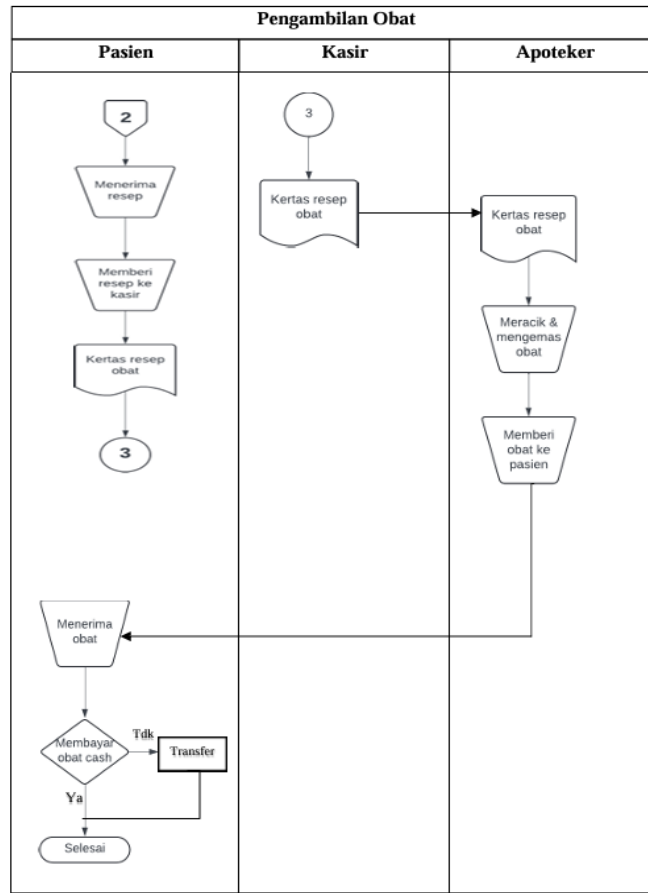 Pengambilan Obat
Pasien
Kasir
Apoteker
2
Menerima
resep
Memberi
resep ke
kasir
Kertas resep
obat
3
3
Kertas resep
obat
Kertas resep
obat
Meracik &
mengemas
obat
Memberi
obat ke
pasien
Menerima
obat
Membayar
obat cash
Tdk
Transfer
Ya
Selesai